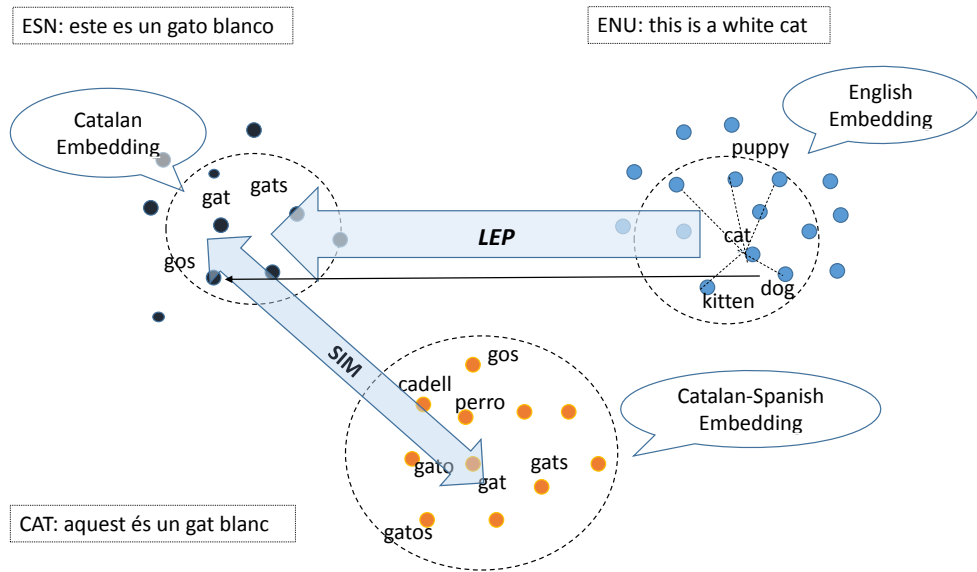 ESN: este es un gato blanco
ENU: this is a white cat
Catalan
Embedding
English
Embedding
puppy
gat
gats
LEP
cat
gos
kitten
dog
SIM
gos
cadell
perro
Catalan-Spanish
Embedding
gato
gats
gat
gatos
CAT: aquest és un gat blanc